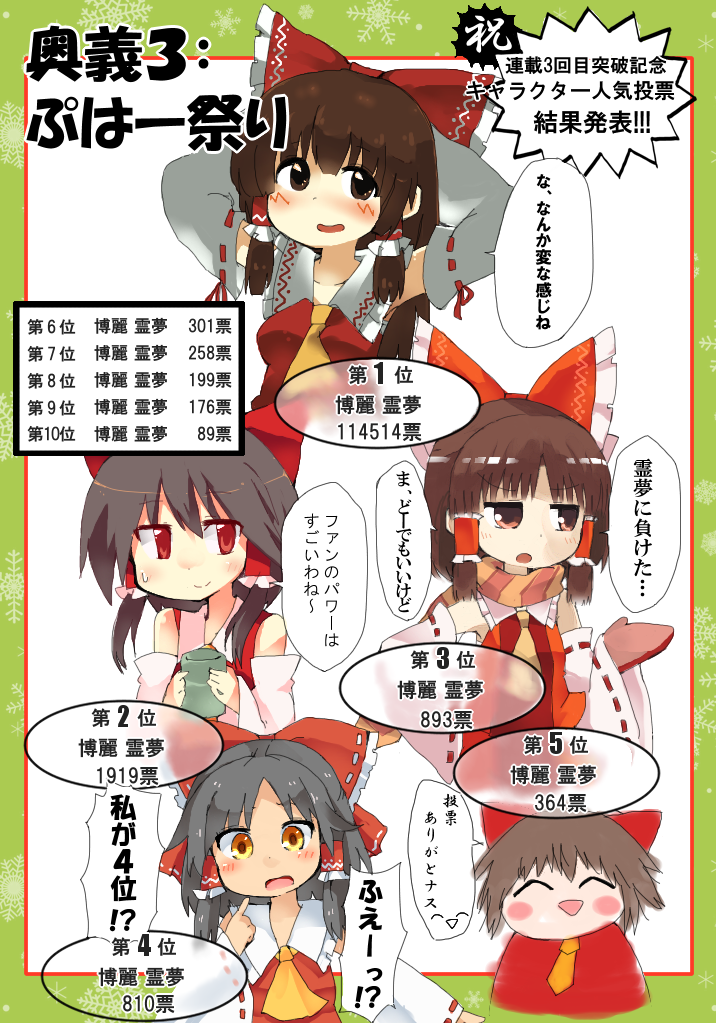 奥義3:
ぷはー祭り
祝
連載3回目突破記念
キャラクター人気投票
結果発表!!!
な、なんか変な感じね
第1位
博麗 霊夢
114514票
第6位 博麗 霊夢 301票
第7位 博麗 霊夢 258票
第8位 博麗 霊夢 199票
第9位 博麗 霊夢 176票
第10位 博麗 霊夢 89票
霊夢に負けた…
ま、どーでもいいけど
第3位
博麗 霊夢
893票
ファンのパワーは
すごいわね~
第2位
博麗 霊夢
1919票
第5位
博麗 霊夢
364票
投票
ありがとナス
私が4位!?
ふえーっ!?
第4位
博麗 霊夢
810票